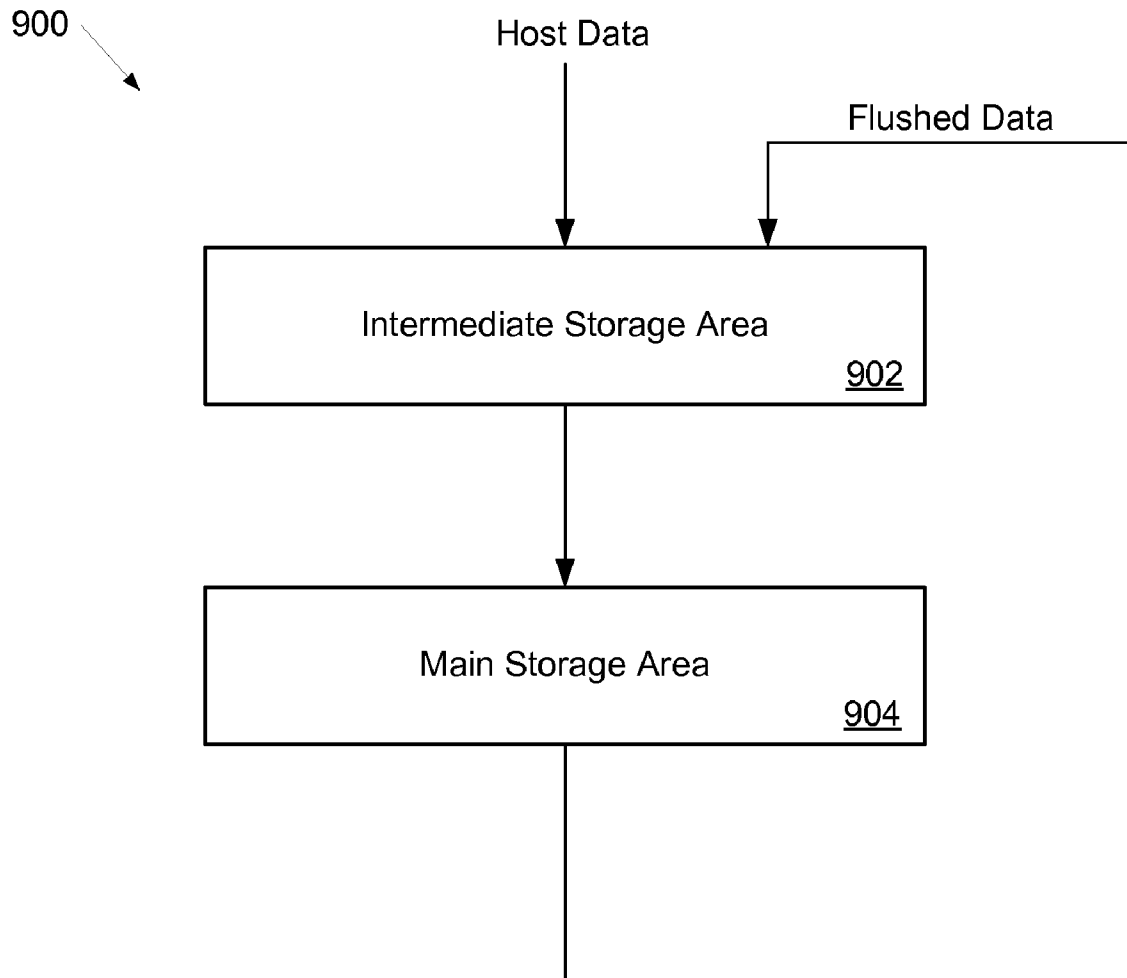 900
Host Data
Flushed Data
Intermediate Storage Area
902
Main Storage Area
904